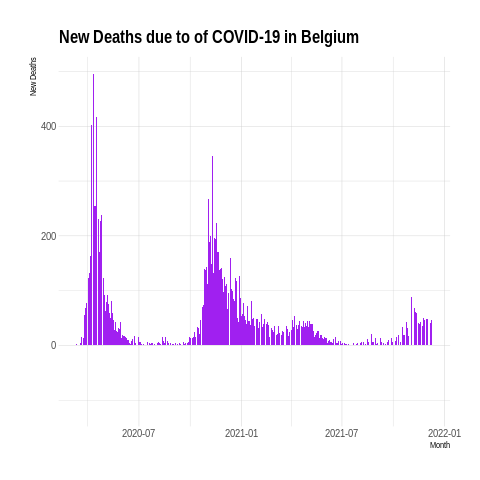 New Deaths due to of COVID-19 in Belgium
New Deaths
400
200
0
2020-07 2021-01 2021-07 2022-01
Month